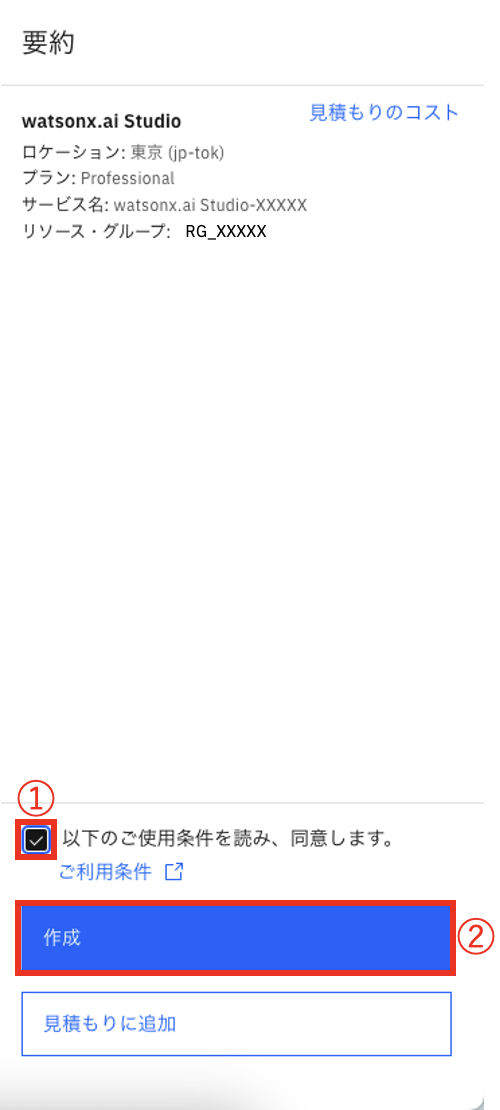 要約
watsonx.ai Studio
見積もりのコスト
ロケーション: 東京 (jp-tok)
プラン: Professional
サービス名: watsonx.ai Studio-XXXXX
リソース・グループ: RG_XXXXX
①
以下のご使用条件を読み、同意します。
ご利用条件
作成
②
見積もりに追加